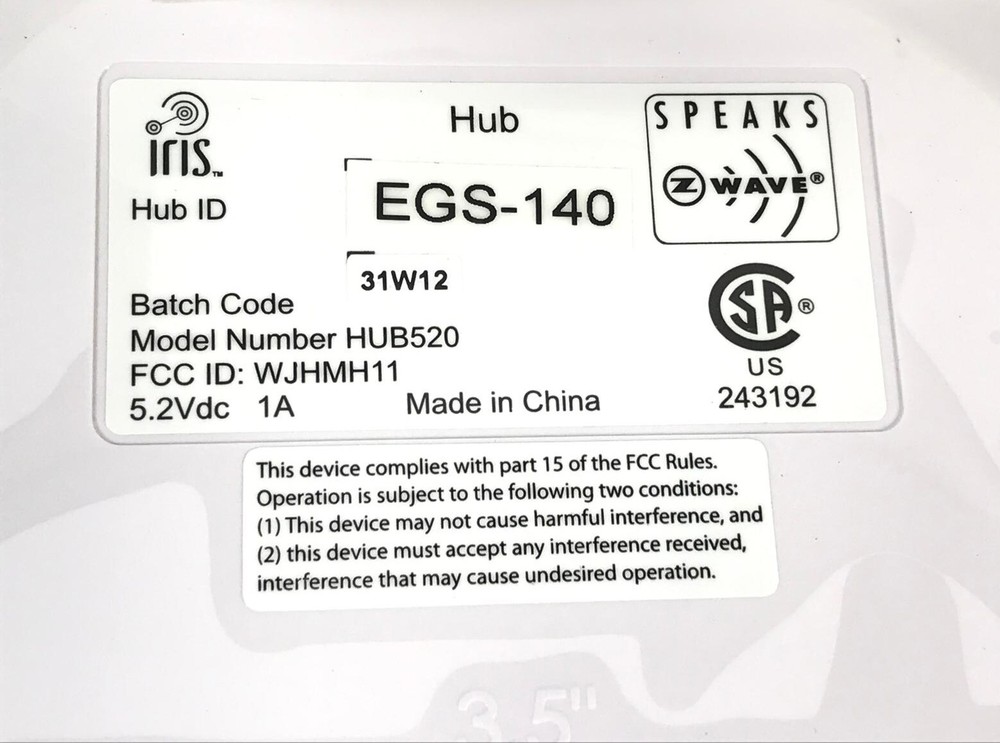 IRIS™
Hub
SPEAKS
Z WAVE®
Hub ID
EGS-140
31W12
Batch Code
Model Number HUB520
FCC ID: WJHMH11
5.2Vdc 1A
Made in China
CSA®
US
243192
This device complies with part 15 of the FCC Rules.
Operation is subject to the following two conditions:
(1) This device may not cause harmful interference, and
(2) this device must accept any interference received,
interference that may cause undesired operation.
3.5"